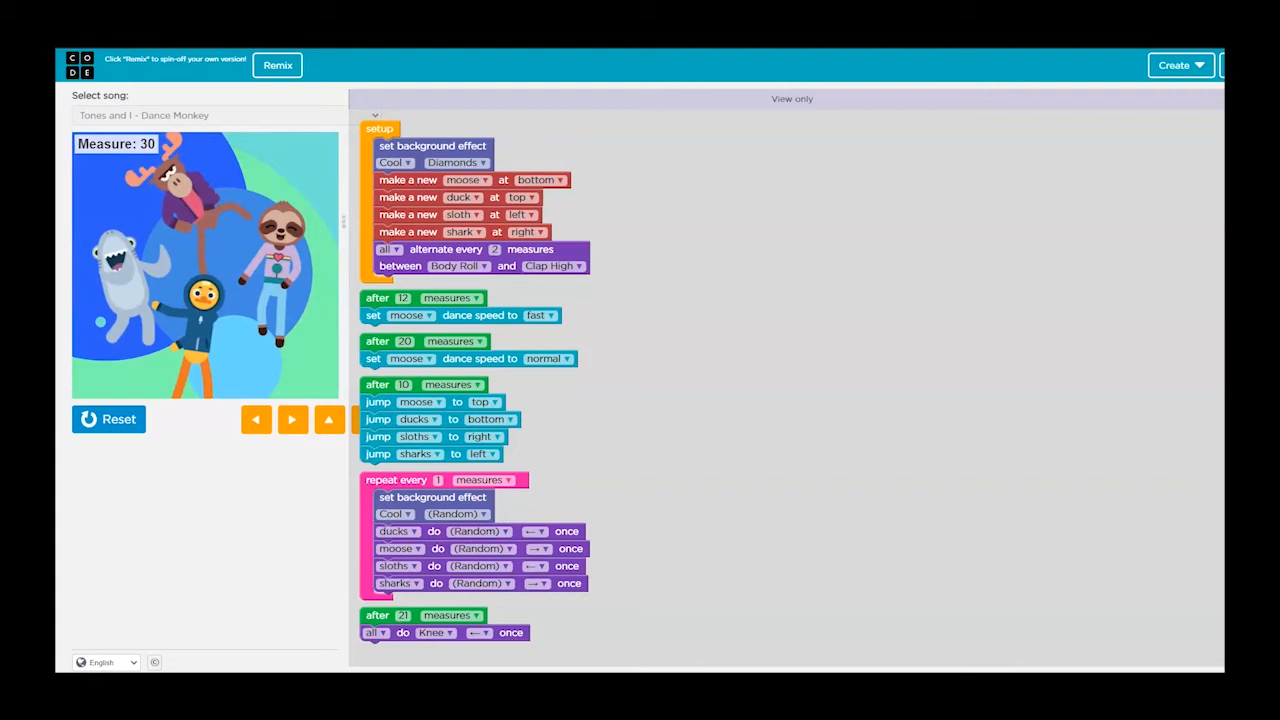 C O
D E
Click "Remix" to spin-off your own version!
Remix
Create
Select song:
Tones and I - Dance Monkey
View only
Measure: 30
Reset
English
©
setup
set background effect
Cool Diamonds
make a new moose at bottom
make a new duck at top
make a new sloth at left
make a new shark at right
all alternate every 2 measures
between Body Roll and Clap High
after 12 measures
set moose dance speed to fast
after 20 measures
set moose dance speed to normal
after 10 measures
jump moose to top
jump ducks to bottom
jump sloths to right
jump sharks to left
repeat every 1 measures
set background effect
Cool (Random)
ducks do (Random) ← once
moose do (Random) → once
sloths do (Random) ← once
sharks do (Random) → once
after 21 measures
all do Knee ← once